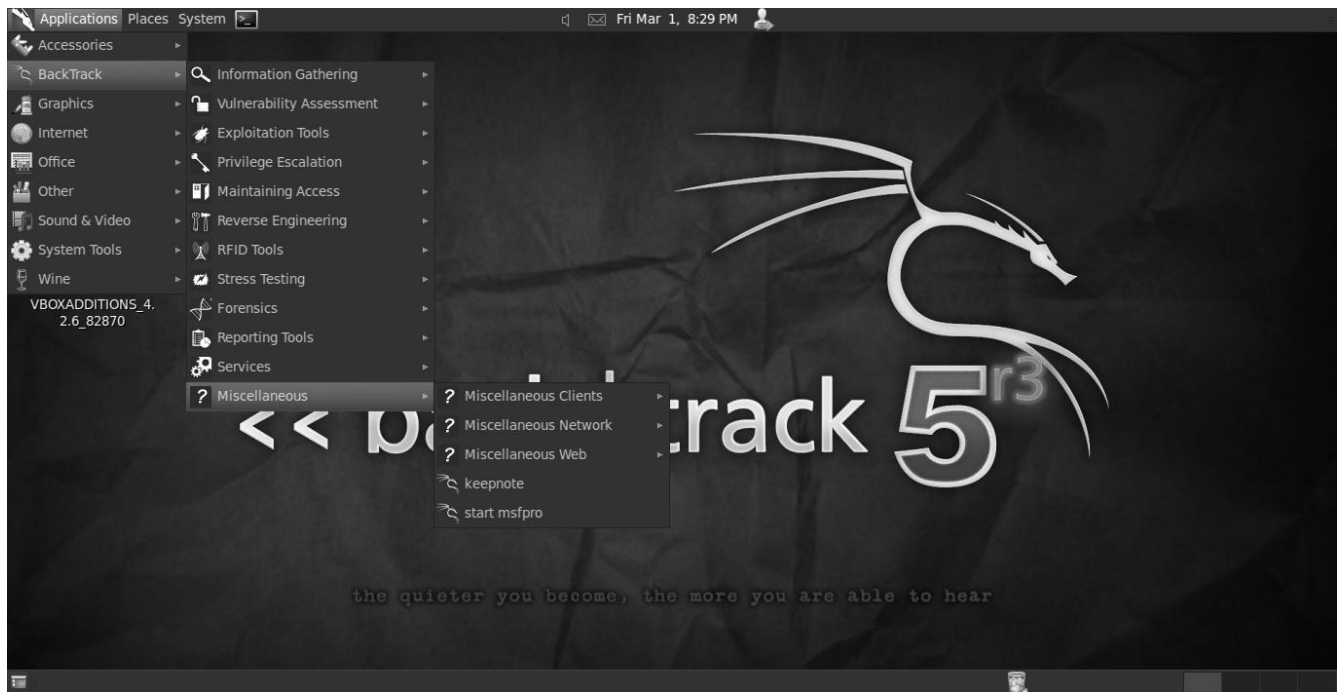 Applications Places System
Fri Mar 1, 8:29 PM
Accessories
BackTrack
Graphics
Internet
Office
Other
Sound & Video
System Tools
Wine
VBOXADDITIONS_4.
2.6_82870
Information Gathering
Vulnerability Assessment
Exploitation Tools
Privilege Escalation
Maintaining Access
Reverse Engineering
RFID Tools
Stress Testing
Forensics
Reporting Tools
Services
Miscellaneous
Miscellaneous Clients
Miscellaneous Network
Miscellaneous Web
keepnote
start msfpro
<< b track 5 r3
the quieter you become, the more you are able to hear